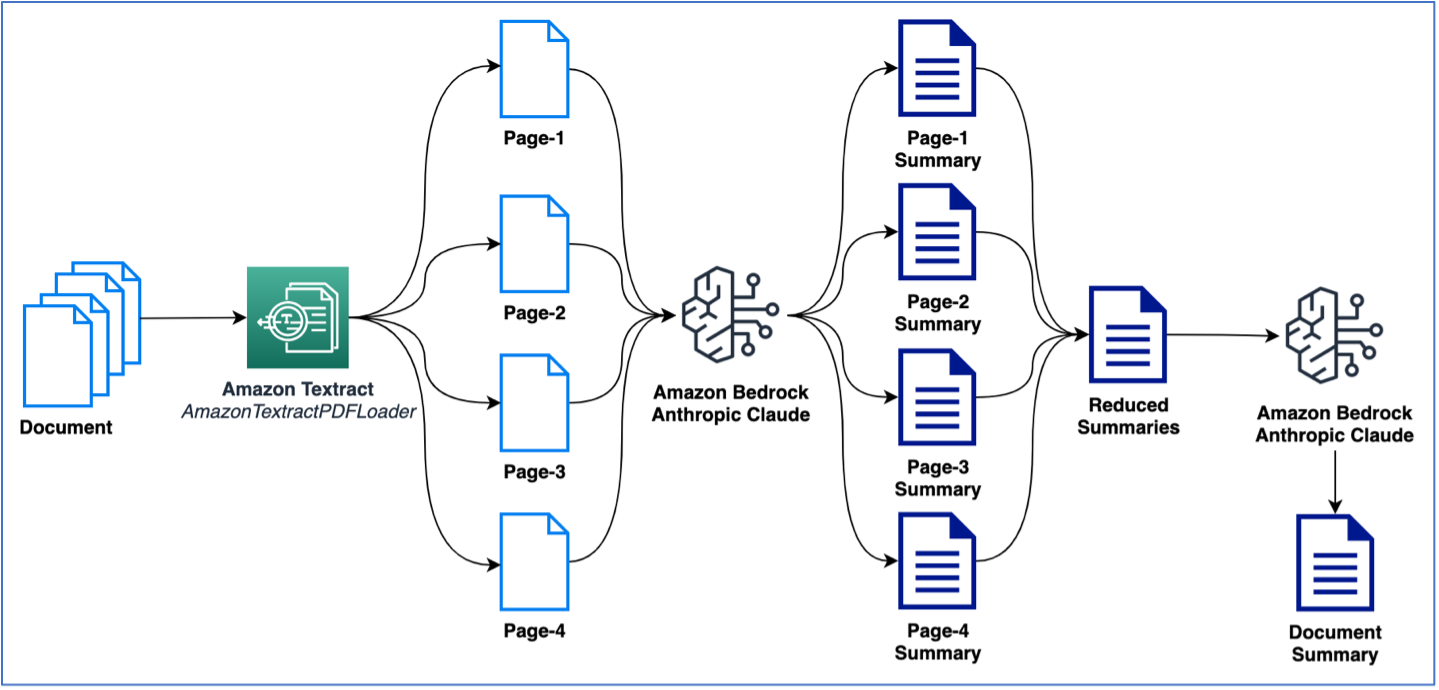 Document
Amazon Textract
AmazonTextractPDFLoader
Page-1
Page-2
Page-3
Page-4
Amazon Bedrock
Anthropic Claude
Page-1
Summary
Page-2
Summary
Page-3
Summary
Page-4
Summary
Reduced
Summaries
Amazon Bedrock
Anthropic Claude
Document
Summary